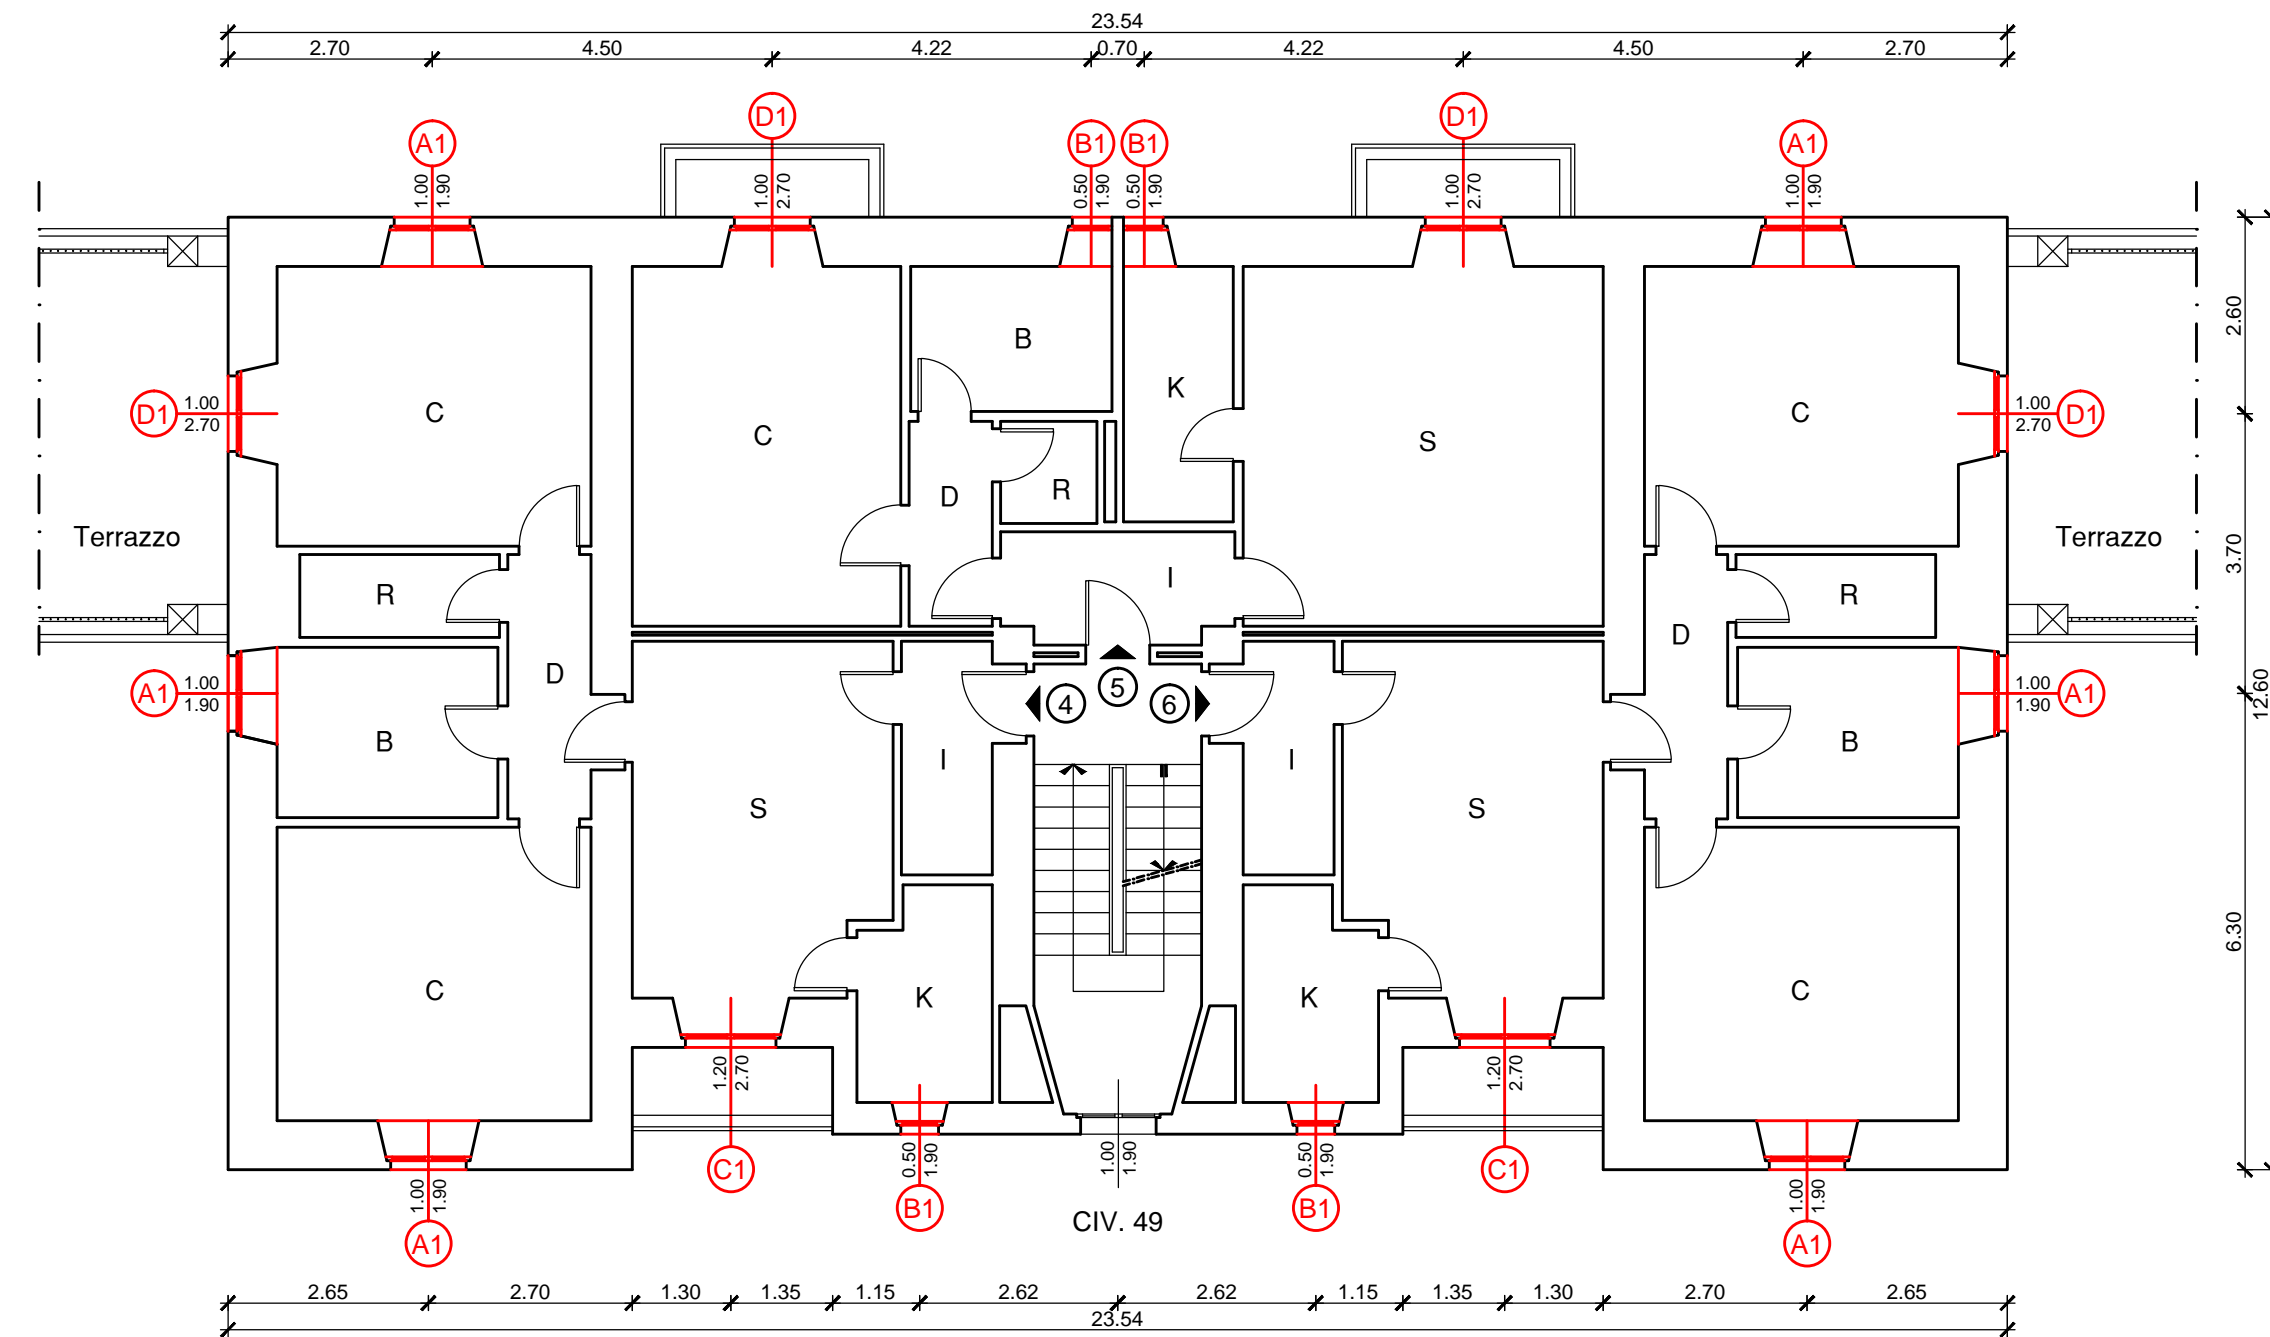 23.54
2.70 4.50 4.22 0.70 4.22 4.50 2.70
D1 D1
A1 B1 B1 A1
1.00 1.90 1.00 2.70 0.50 1.90 0.50 1.90 1.00 2.70 1.00 1.90
2.60
B
K
D1 1.00 2.70 C C S C 1.00 2.70 D1
D R
Terrazzo Terrazzo
3.70
R I R
D D
A1 1.00 1.90 4 5 6 1.00 1.90 A1
12.60
B I I B
S S
6.30
C K K C
1.20 2.70 1.20 2.70
0.50 1.90 1.00 1.90 0.50 1.90
C1 C1
1.00 1.90 1.00 1.90
B1 B1
CIV. 49
A1 A1
2.65 2.70 1.30 1.35 1.15 2.62 2.62 1.15 1.35 1.30 2.70 2.65
23.54